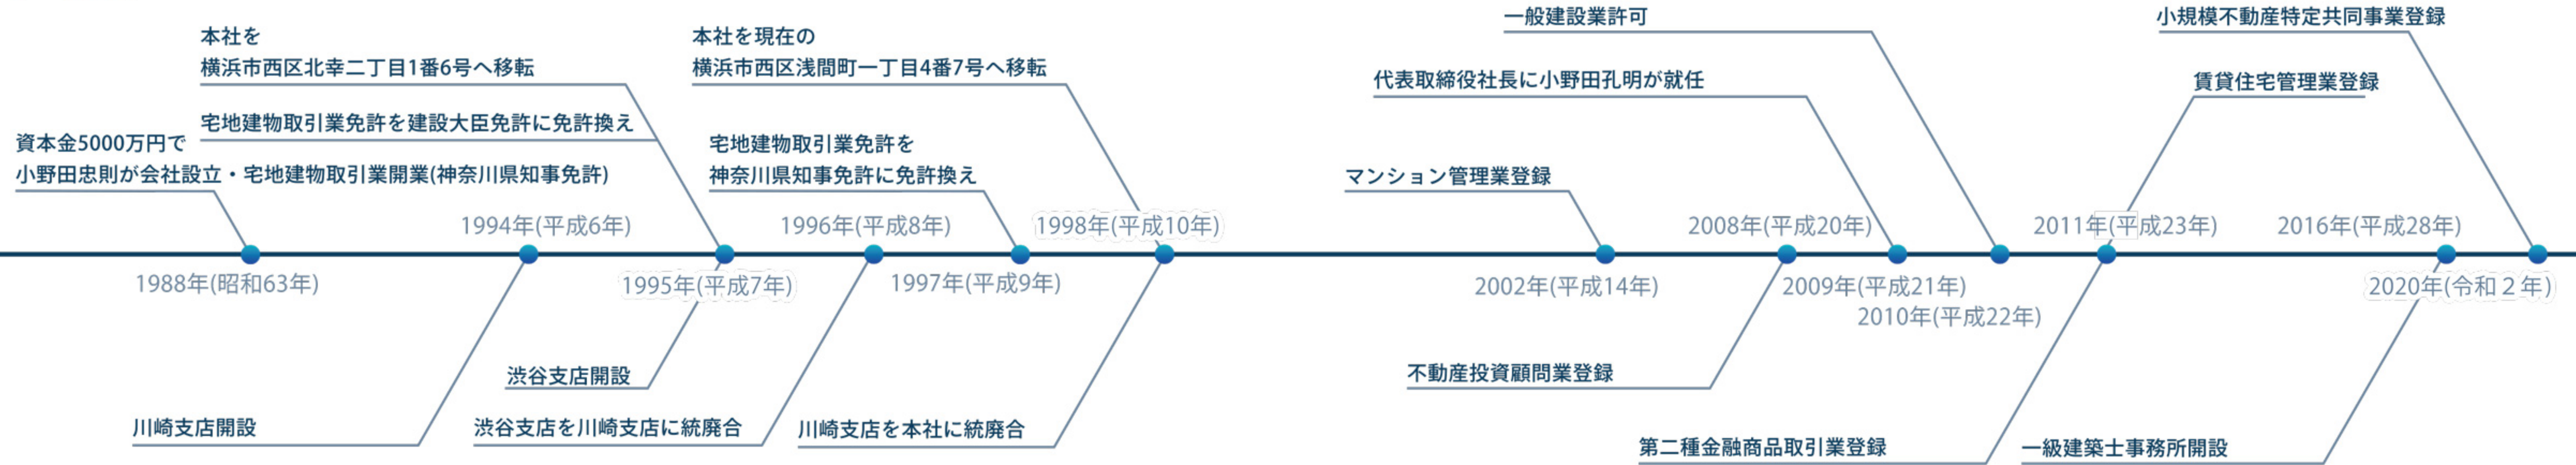 一般建設業許可
小規模不動産特定共同事業登録
本社を
横浜市西区北幸二丁目1番6号へ移転
本社を現在の
横浜市西区浅間町一丁目4番7号へ移転
代表取締役社長に小野田孔明が就任
賃貸住宅管理業登録
宅地建物取引業免許を建設大臣免許に免許換え
資本金5000万円で
小野田忠則が会社設立・宅地建物取引業開業(神奈川県知事免許)
宅地建物取引業免許を
神奈川県知事免許に免許換え
マンション管理業登録
1994年(平成6年)
1996年(平成8年)
1998年(平成10年)
2008年(平成20年)
2011年(平成23年)
2016年(平成28年)
1988年(昭和63年)
1995年(平成7年)
1997年(平成9年)
2002年(平成14年)
2009年(平成21年)
2020年(令和２年)
2010年(平成22年)
渋谷支店開設
不動産投資顧問業登録
川崎支店開設
渋谷支店を川崎支店に統廃合
川崎支店を本社に統廃合
第二種金融商品取引業登録
一級建築士事務所開設